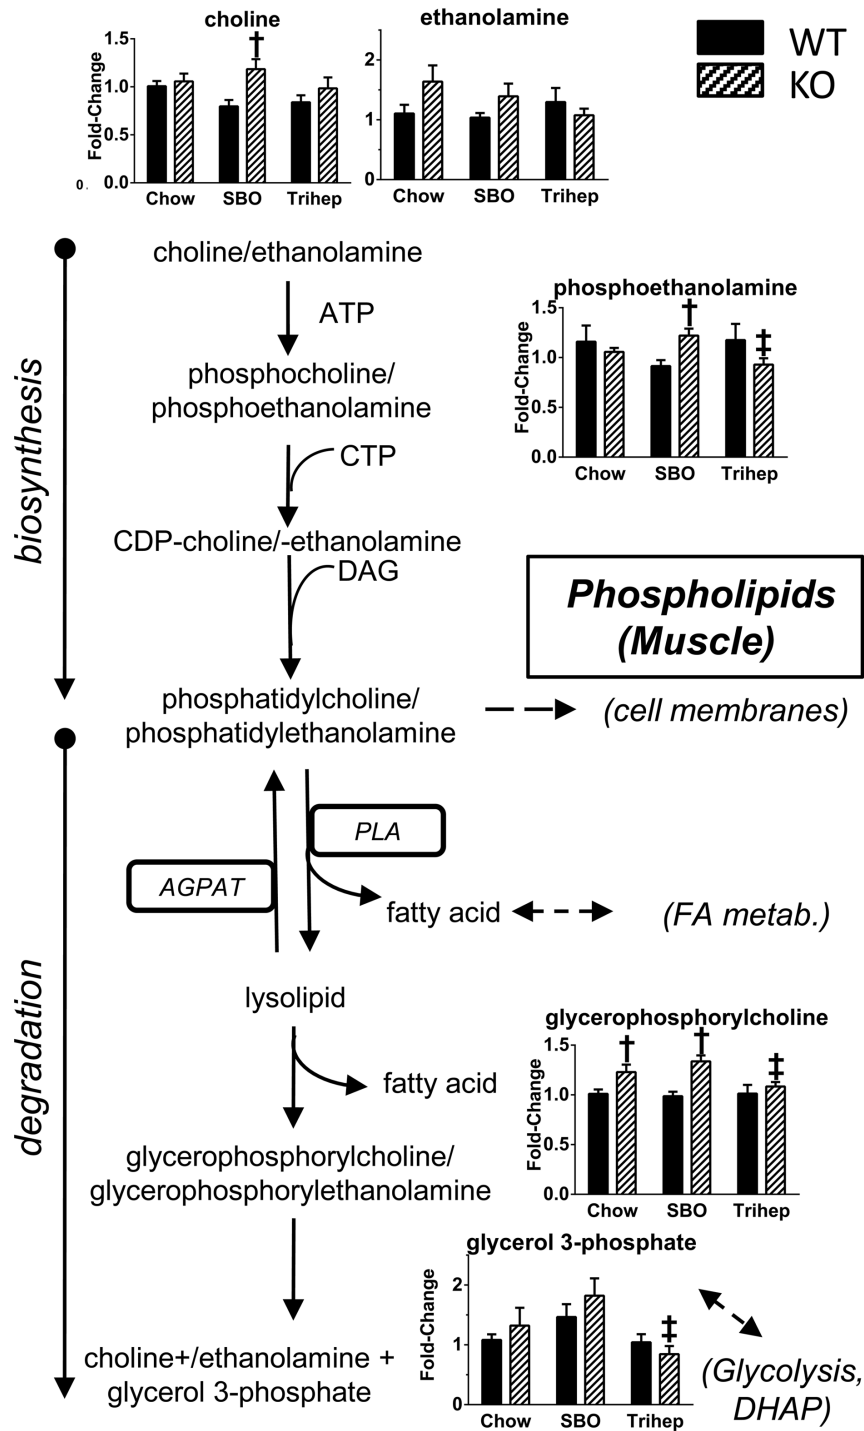 choline
ethanolamine
WT
KO
Fold-Change
1.5
1.0
0.5
0.0
0.
†
Chow SBO Trihep
2
1
0
Chow SBO Trihep
choline/ethanolamine
ATP
phosphocholine/
phosphoethanolamine
CTP
CDP-choline/-ethanolamine
DAG
phosphatidylcholine/
phosphatidylethanolamine
biosynthesis
phosphoethanolamine
Fold-Change
1.5
1.0
0.5
0.0
† ‡
Chow SBO Trihep
Phospholipids
(Muscle)
(cell membranes)
PLA
AGPAT
fatty acid
(FA metab.)
lysolipid
fatty acid
degradation
glycerophosphorylcholine/
glycerophosphorylethanolamine
glycerophosphorylcholine
Fold-Change
1.5
1.0
0.5
0.0
† † ‡
Chow SBO Trihep
glycerol 3-phosphate
Fold-Change
2
1
0
‡
Chow SBO Trihep
choline+/ethanolamine +
glycerol 3-phosphate
(Glycolysis,
DHAP)